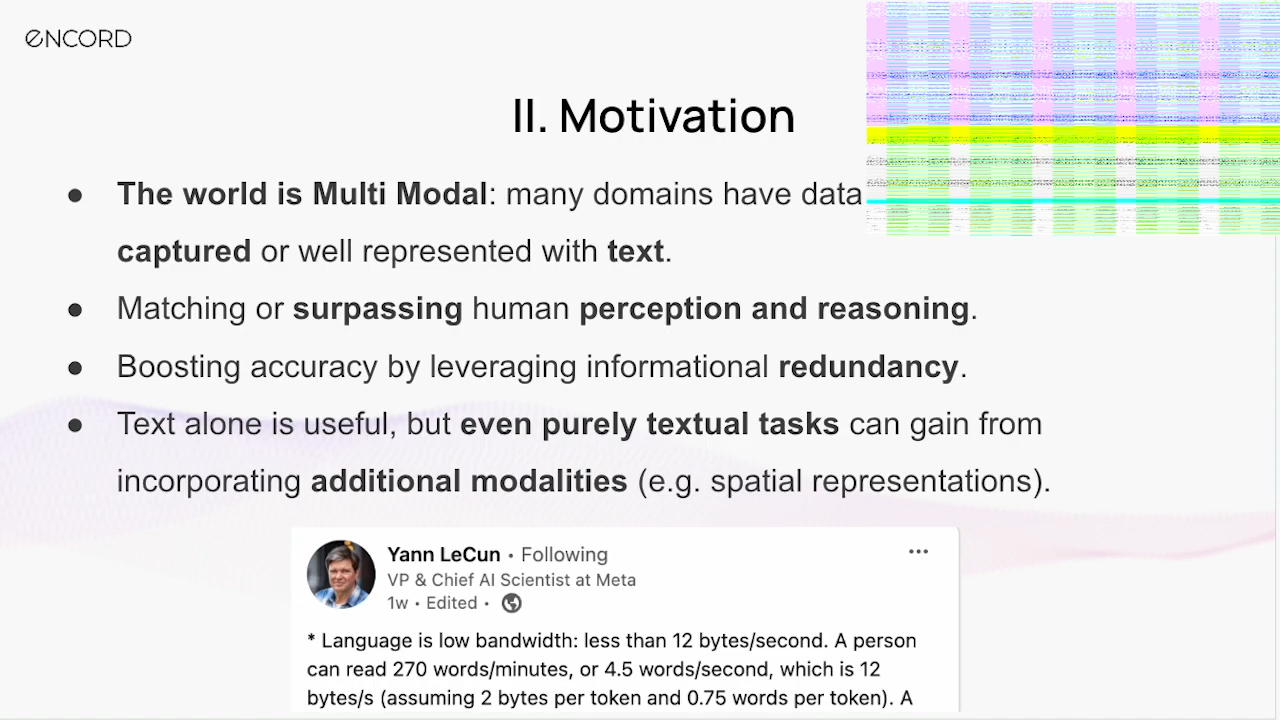 ENCORD
II. Motivation
● The world is Multi Modal: many domains have data
captured or well represented with text.
● Matching or surpassing human perception and reasoning.
● Boosting accuracy by leveraging informational redundancy.
● Text alone is useful, but even purely textual tasks can gain from
incorporating additional modalities (e.g. spatial representations).
Yann LeCun • Following
VP & Chief AI Scientist at Meta
1w • Edited •
* Language is low bandwidth: less than 12 bytes/second. A person
can read 270 words/minutes, or 4.5 words/second, which is 12
bytes/s (assuming 2 bytes per token and 0.75 words per token). A